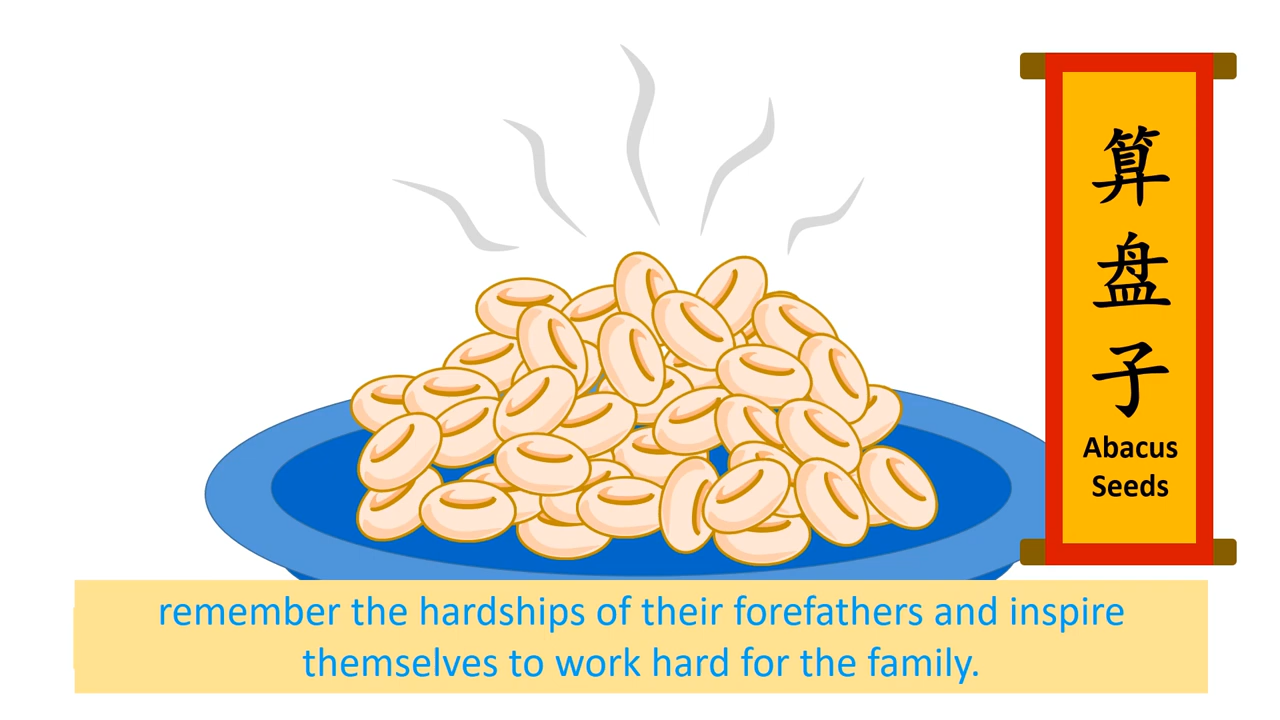 算
盘
子
Abacus
Seeds
remember the hardships of their forefathers and inspire
themselves to work hard for the family.